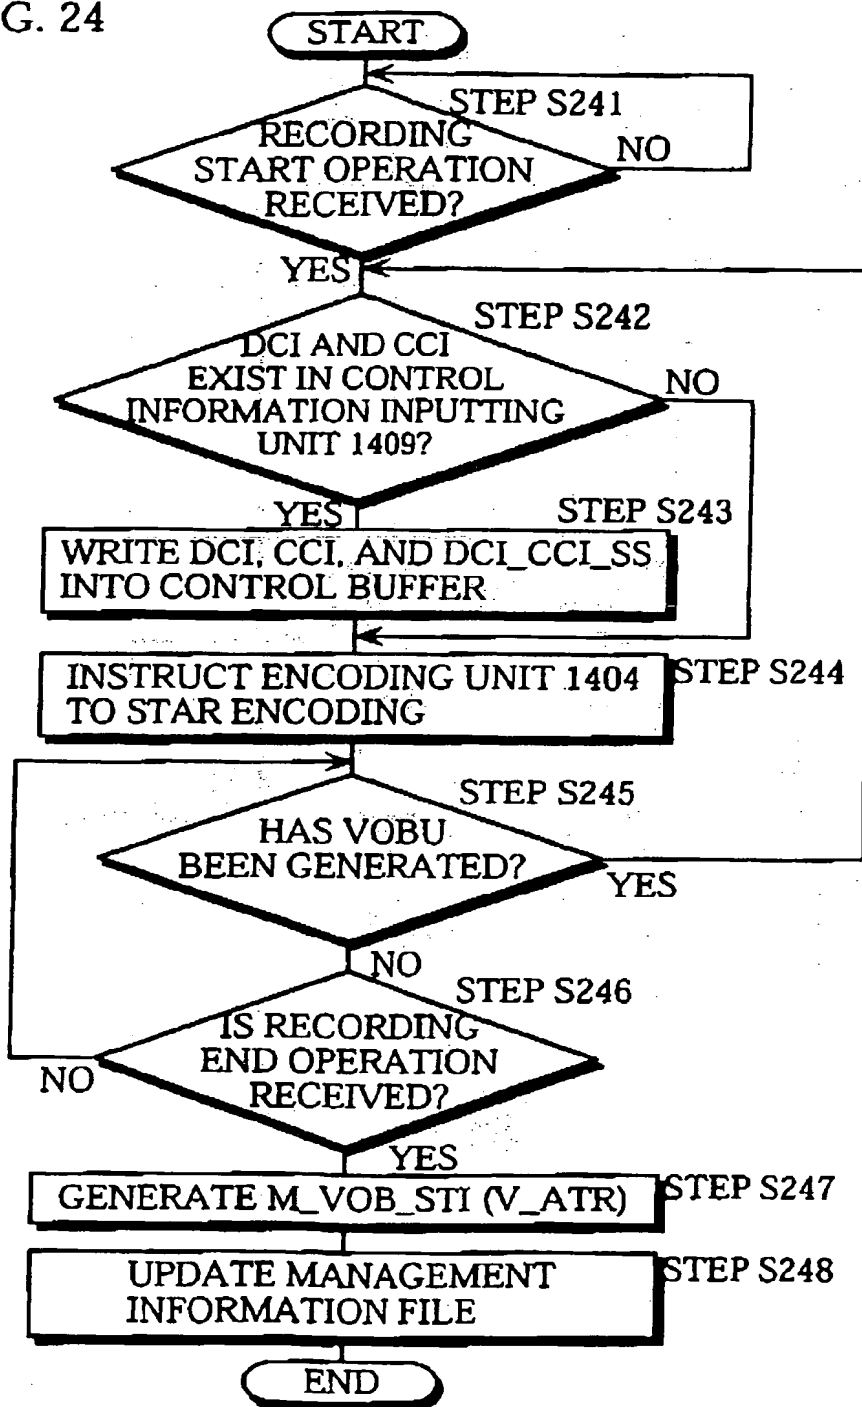 G. 24
START
STEP S241
RECORDING
START OPERATION
RECEIVED?
NO
YES
STEP S242
DCI AND CCI
EXIST IN CONTROL
INFORMATION INPUTTING
UNIT 1409?
NO
YES
STEP S243
WRITE DCI, CCI, AND DCI_CCI_SS
INTO CONTROL BUFFER
INSTRUCT ENCODING UNIT 1404
TO STAR ENCODING
STEP S244
STEP S245
HAS VOBU
BEEN GENERATED?
YES
NO
STEP S246
IS RECORDING
END OPERATION
RECEIVED?
NO
YES
GENERATE M_VOB_STI (V_ATR)
STEP S247
UPDATE MANAGEMENT
INFORMATION FILE
STEP S248
END